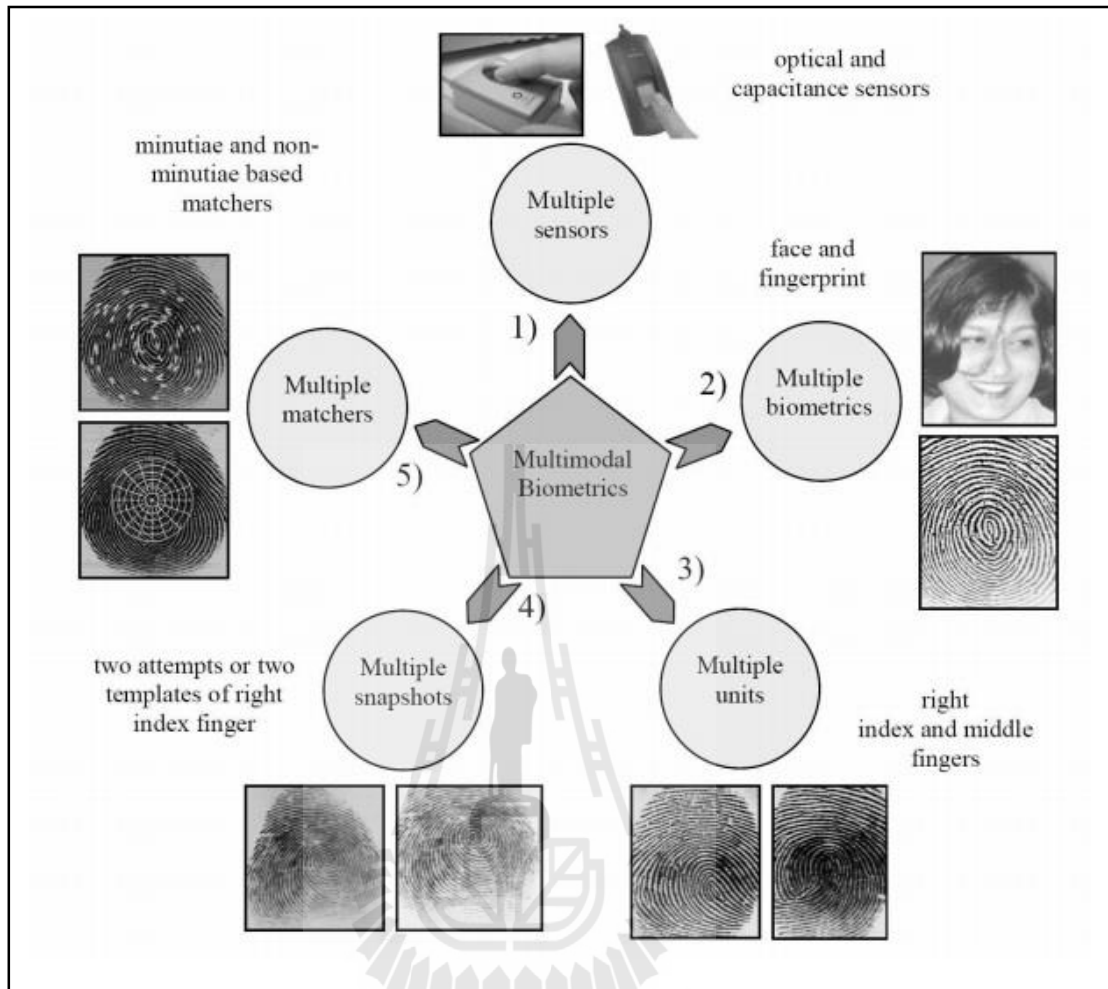 optical and
capacitance sensors
minutiae and non-
minutiae based
matchers
Multiple
sensors
face and
fingerprint
1)
2)
Multiple
matchers
Multiple
biometrics
5)
Multimodal
Biometrics
3)
4)
two attempts or two
templates of right
index finger
Multiple
snapshots
Multiple
units
right
index and middle
fingers